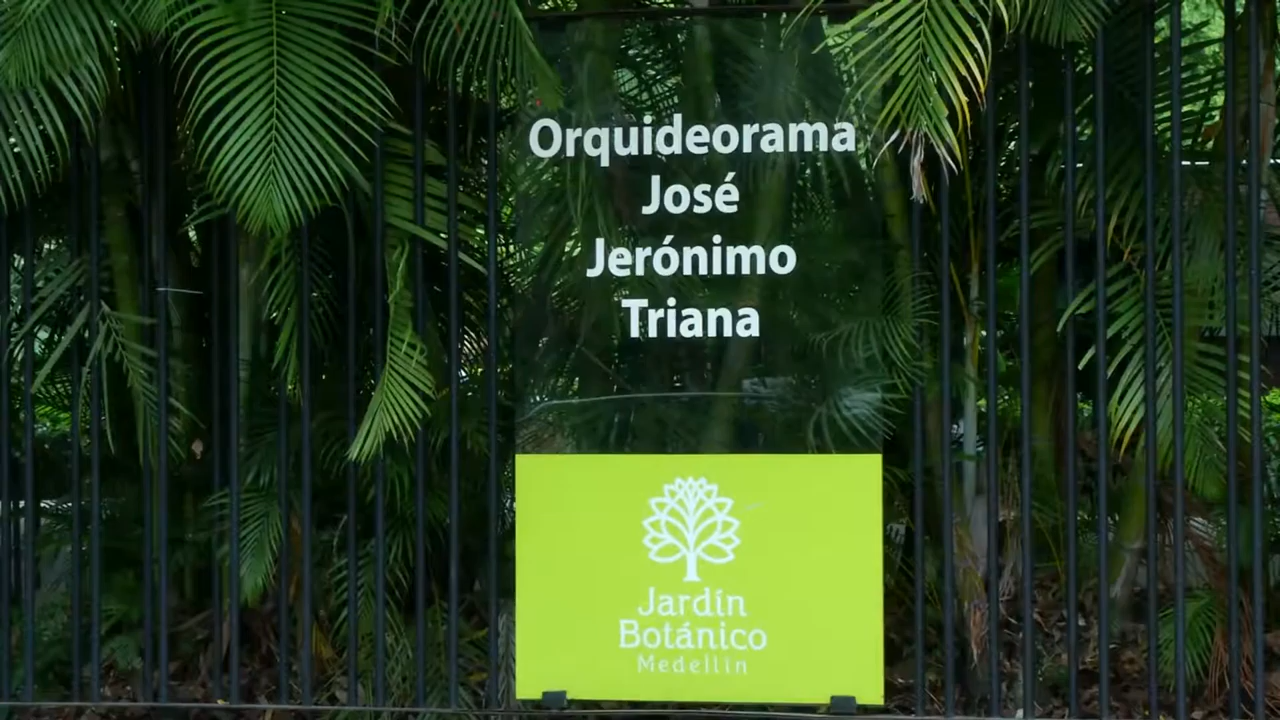 Orquideorama
José
Jerónimo
Triana
Jardín
Botánico
Medellín